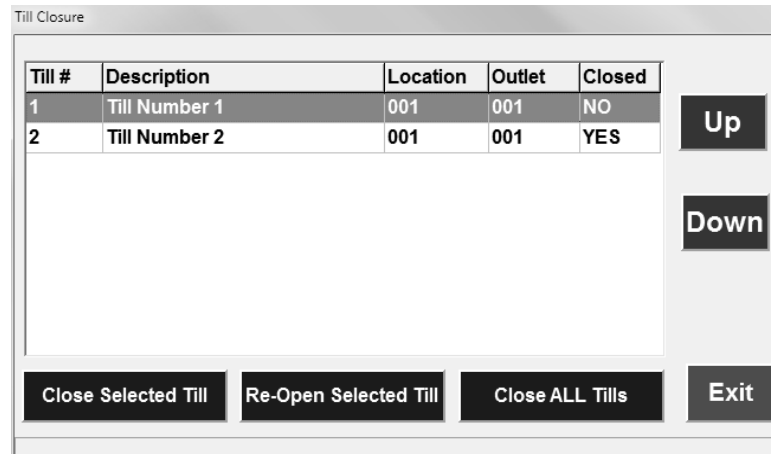 Till Closure
Till # Description Location Outlet Closed
1 Till Number 1 001 001 NO
2 Till Number 2 001 001 YES
Up
Down
Close Selected Till Re-Open Selected Till Close ALL Tills Exit